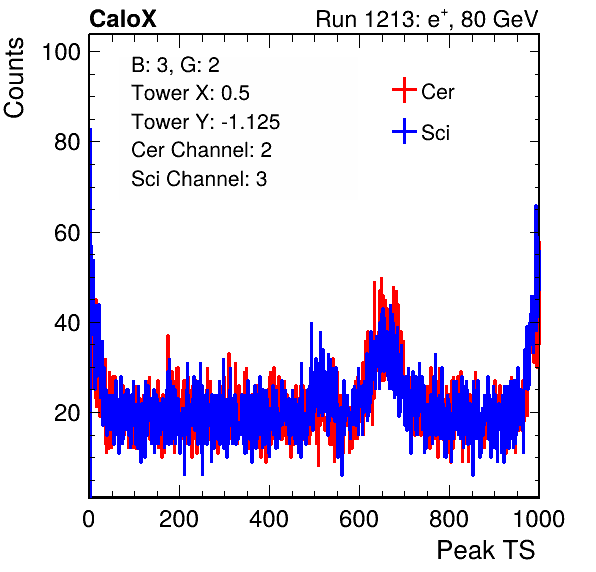 CaloX
Run 1213: e⁺, 80 GeV
Counts
100
80
60
40
20
B: 3, G: 2
Tower X: 0.5
Tower Y: -1.125
Cer Channel: 2
Sci Channel: 3
Cer
Sci
0
200
400
600
800
1000
Peak TS